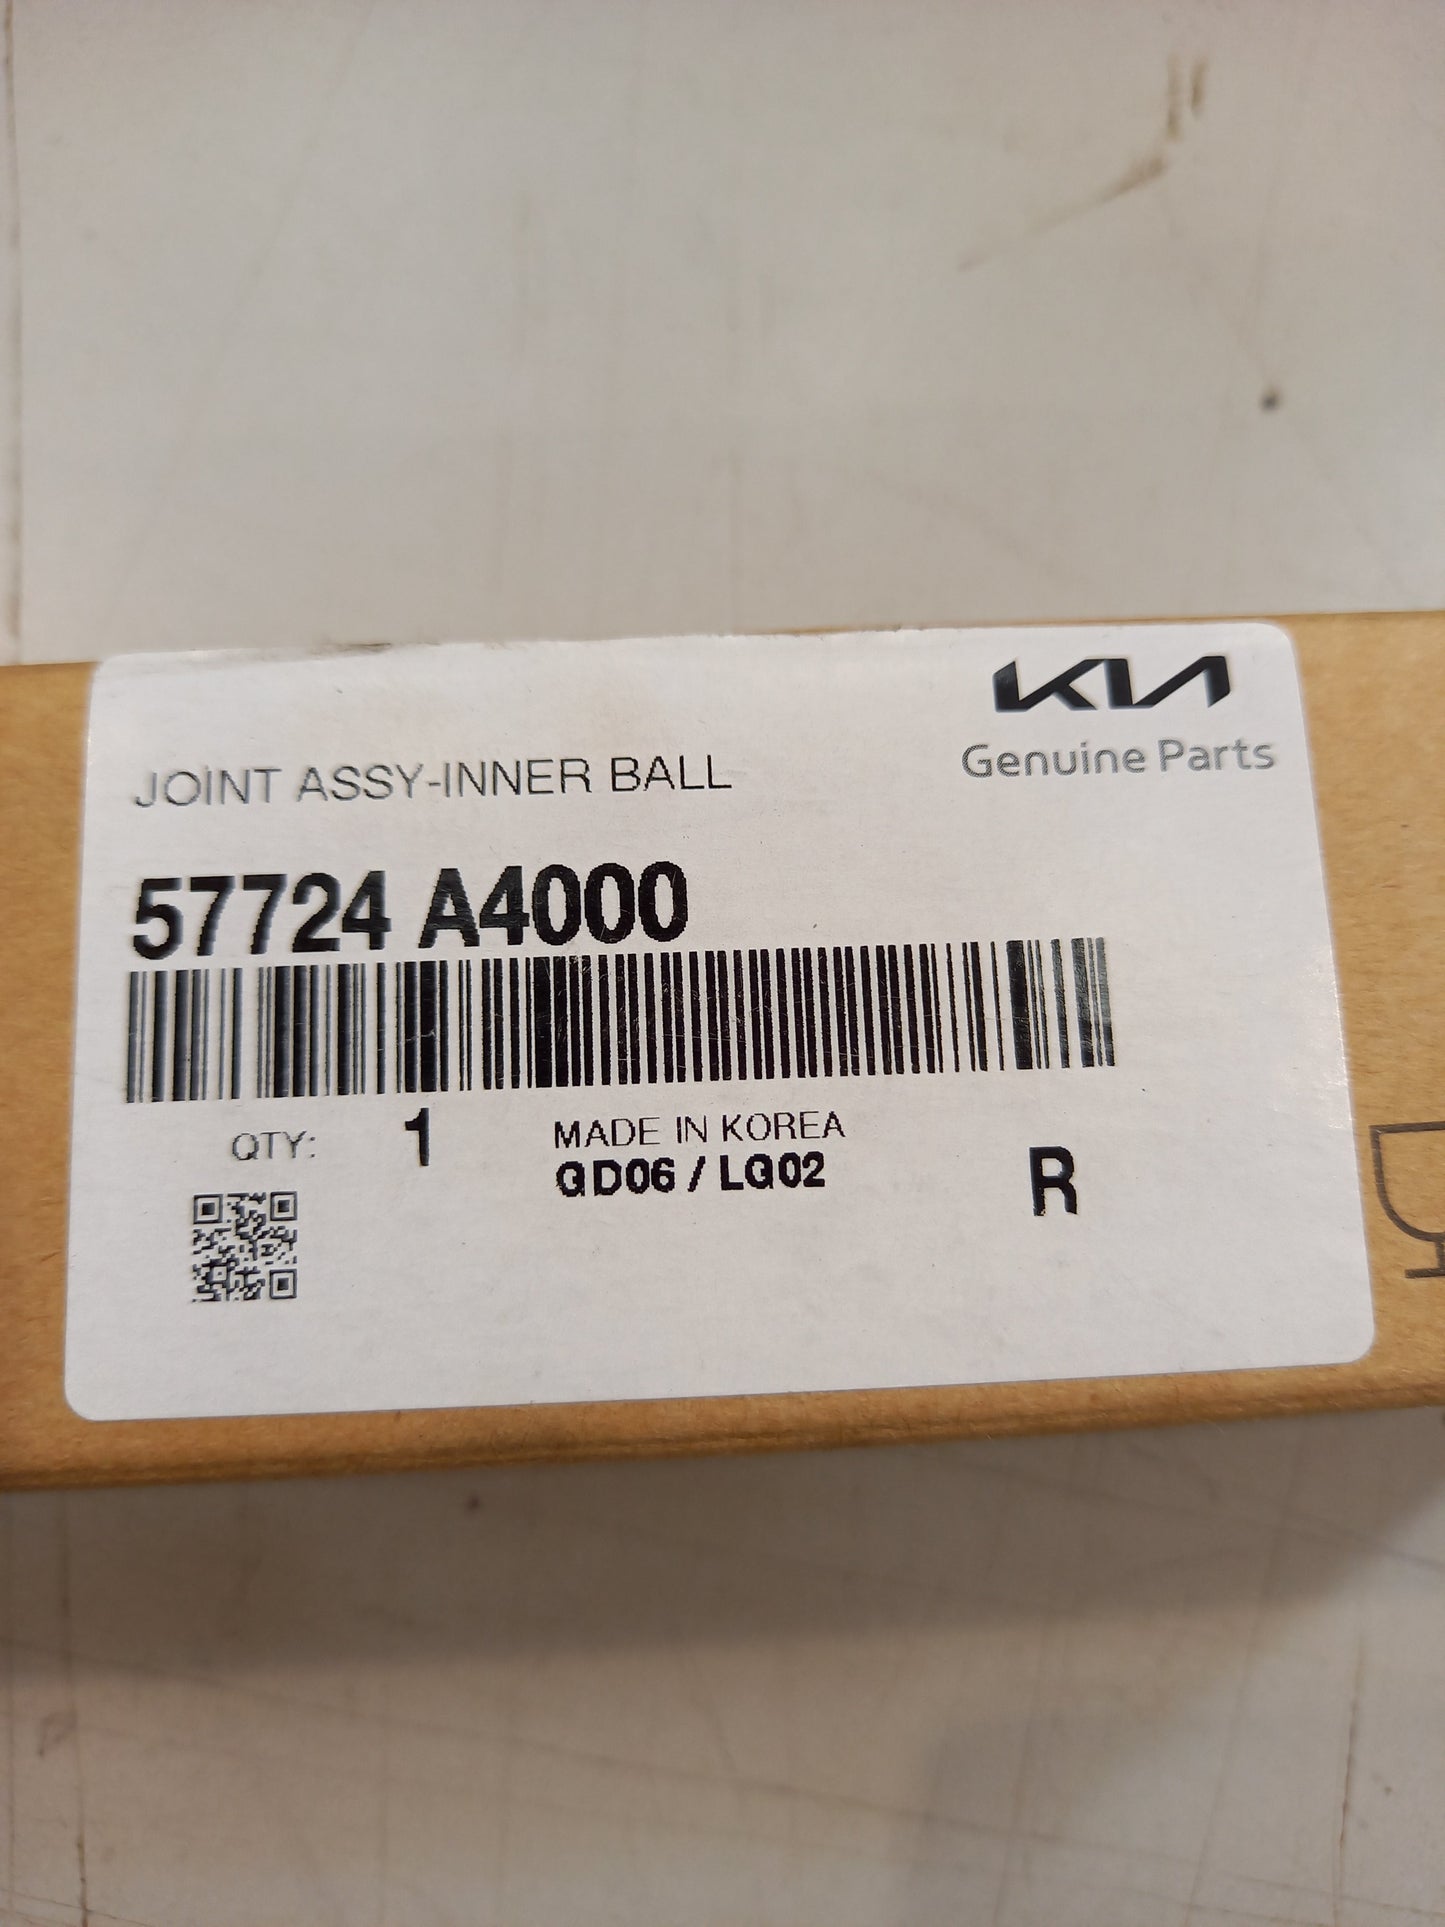 KIA
Genuine Parts
JOINT ASSY-INNER BALL
57724 A4000
QTY: 1 MADE IN KOREA
GD06 / LG02
R